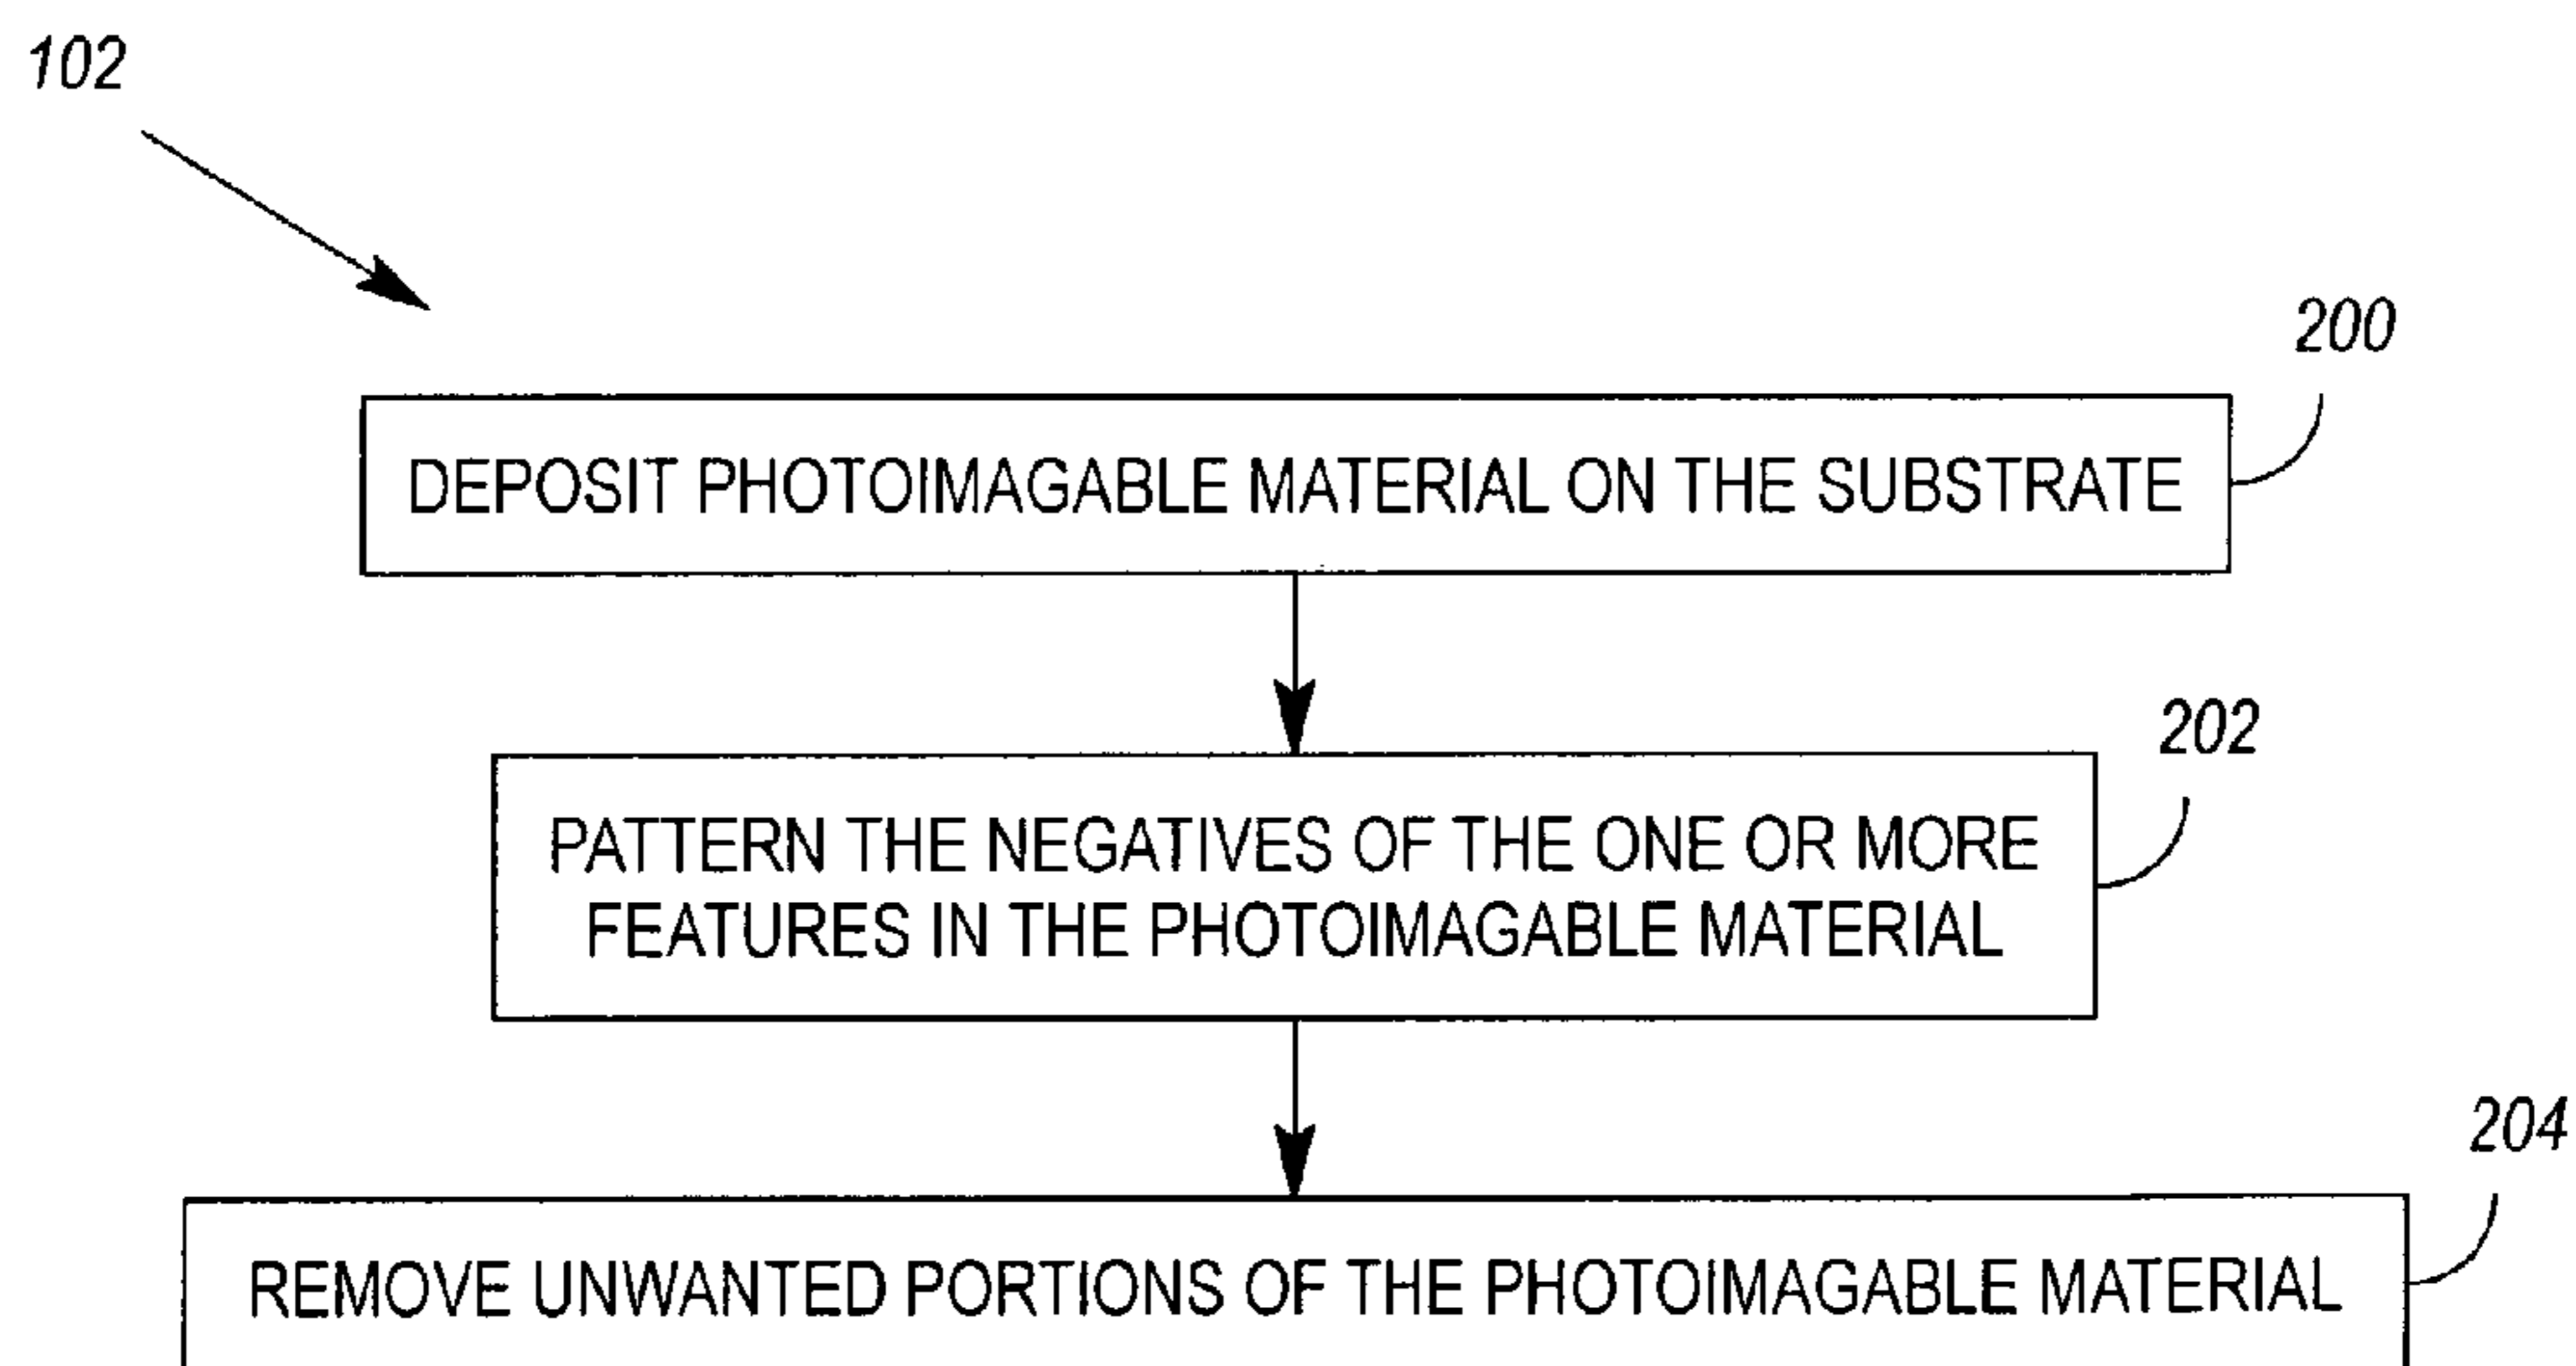 102
200
DEPOSIT PHOTOIMAGABLE MATERIAL ON THE SUBSTRATE
202
PATTERN THE NEGATIVES OF THE ONE OR MORE
FEATURES IN THE PHOTOIMAGABLE MATERIAL
204
REMOVE UNWANTED PORTIONS OF THE PHOTOIMAGABLE MATERIAL